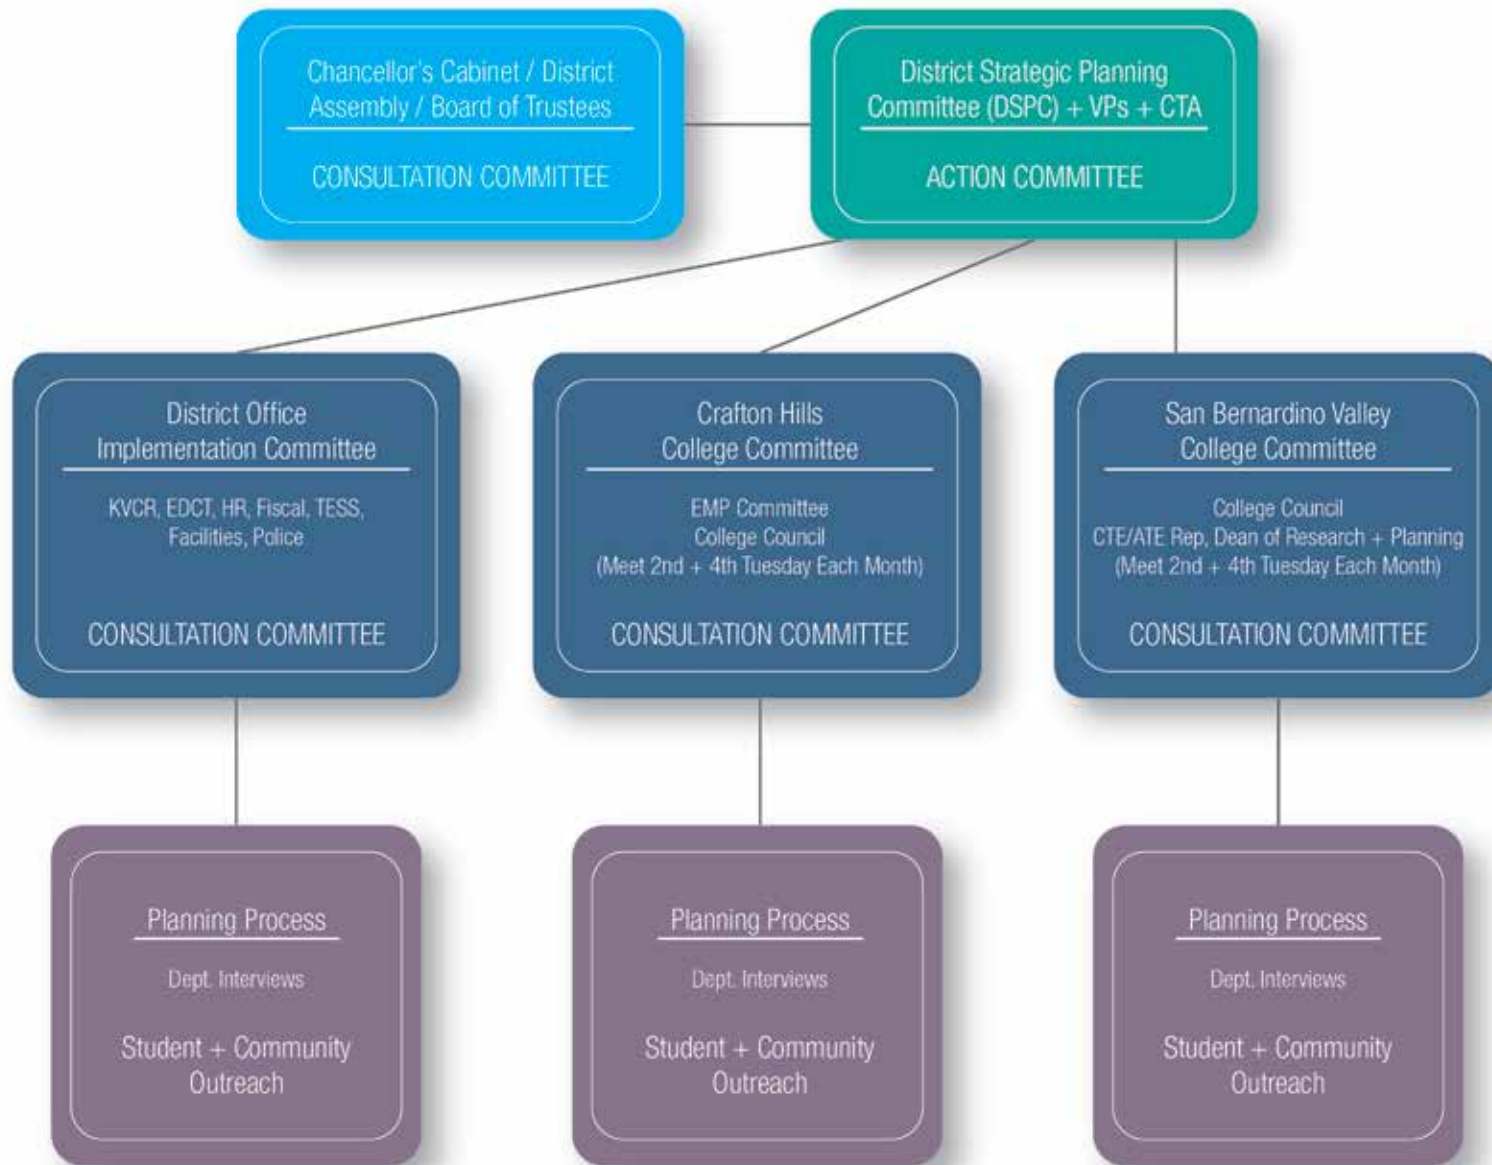 Chancellor's Cabinet / District
Assembly / Board of Trustees
CONSULTATION COMMITTEE
District Strategic Planning
Committee (DSPC) + VPs + CTA
ACTION COMMITTEE
District Office
Implementation Committee
KVCR, EDCT, HR, Fiscal, TESS,
Facilities, Police
CONSULTATION COMMITTEE
Crafton Hills
College Committee
EMP Committee
College Council
(Meet 2nd + 4th Tuesday Each Month)
CONSULTATION COMMITTEE
San Bernardino Valley
College Committee
College Council
CTE/ATE Rep, Dean of Research + Planning
(Meet 2nd + 4th Tuesday Each Month)
CONSULTATION COMMITTEE
Planning Process
Dept. Interviews
Student + Community
Outreach
Planning Process
Dept. Interviews
Student + Community
Outreach
Planning Process
Dept. Interviews
Student + Community
Outreach